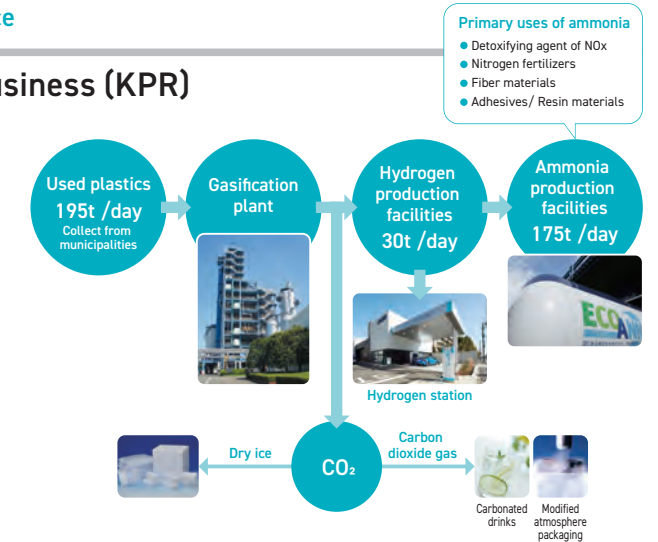 Primary uses of ammonia
● Detoxifying agent of NOx
● Nitrogen fertilizers
● Fiber materials
● Adhesives/ Resin materials
(KPR)
Used plastics
195t /day
Collect from
municipalities
Gasification
plant
Hydrogen
production
facilities
30t /day
Ammonia
production
facilities
175t /day
Hydrogen station
Dry ice
CO₂
Carbon
dioxide gas
Carbonated
drinks
Modified
atmosphere
packaging